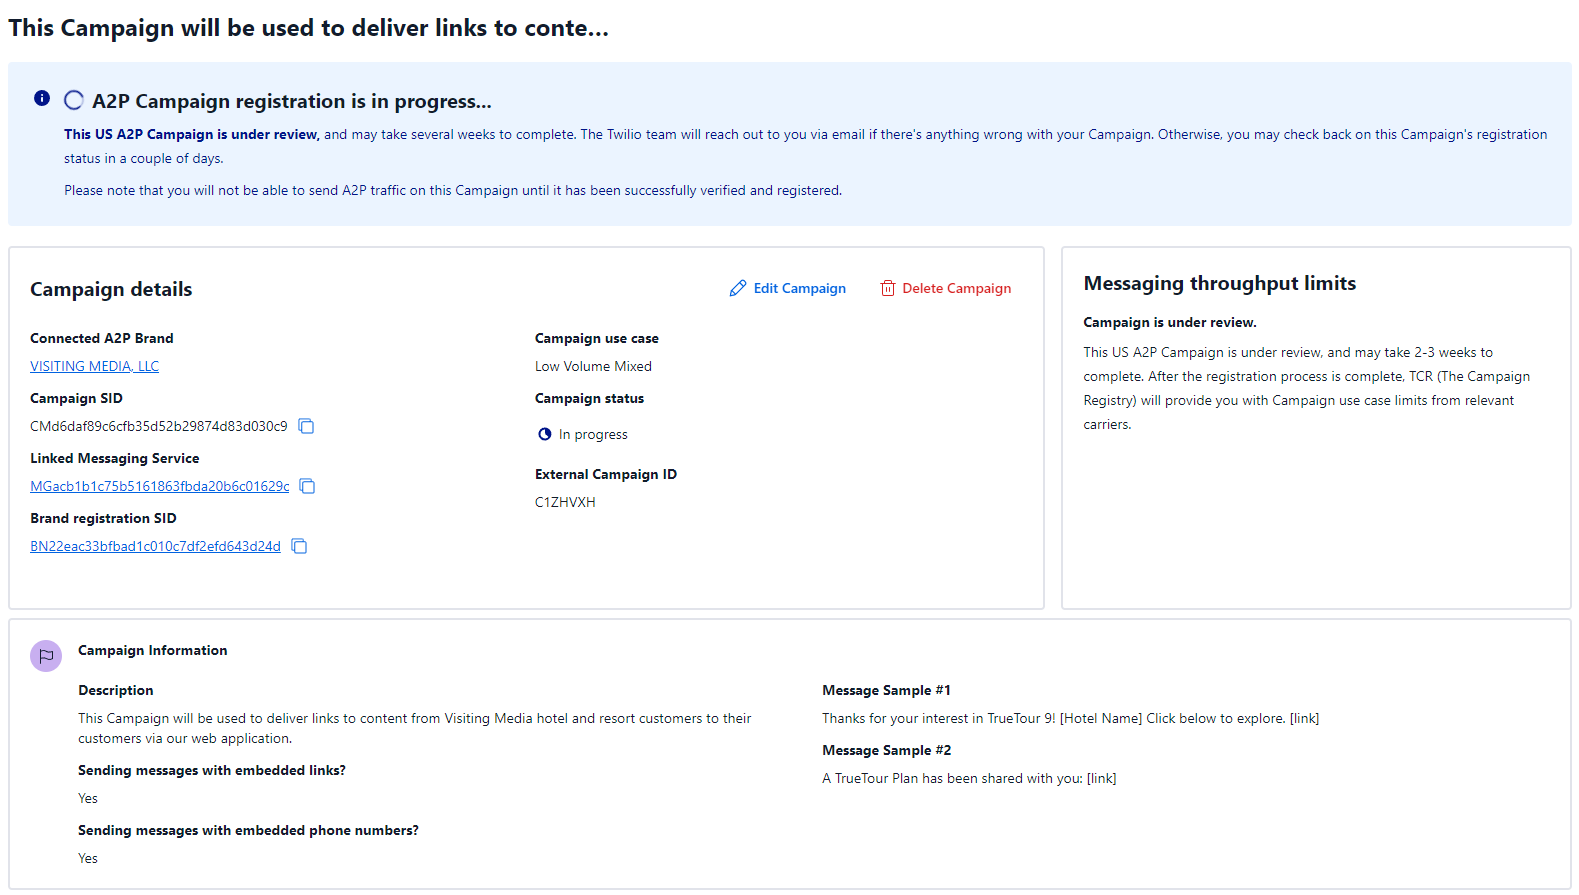 This Campaign will be used to deliver links to conte...
A2P Campaign registration is in progress...
This US A2P Campaign is under review, and may take several weeks to complete. The Twilio team will reach out to you via email if there's anything wrong with your Campaign. Otherwise, you may check back on this Campaign's registration
status in a couple of days.
Please note that you will not be able to send A2P traffic on this Campaign until it has been successfully verified and registered.
Campaign details
Edit Campaign
Delete Campaign
Connected A2P Brand
VISITING MEDIA, LLC
Campaign SID
CMd6daf89c6cfb35d52b29874d83d030c9
Linked Messaging Service
MGacb1b1c75b5161863fbda20b6c01629c
Brand registration SID
BN22eac33bfbad1c010c7df2efd643d24d
Campaign use case
Low Volume Mixed
Campaign status
In progress
External Campaign ID
C1ZHVXH
Messaging throughput limits
Campaign is under review.
This US A2P Campaign is under review, and may take 2-3 weeks to
complete. After the registration process is complete, TCR (The Campaign
Registry) will provide you with Campaign use case limits from relevant
carriers.
Campaign Information
Description
This Campaign will be used to deliver links to content from Visiting Media hotel and resort customers to their
customers via our web application.
Sending messages with embedded links?
Yes
Sending messages with embedded phone numbers?
Yes
Message Sample #1
Thanks for your interest in TrueTour 9! [Hotel Name] Click below to explore. [link]
Message Sample #2
A TrueTour Plan has been shared with you: [link]